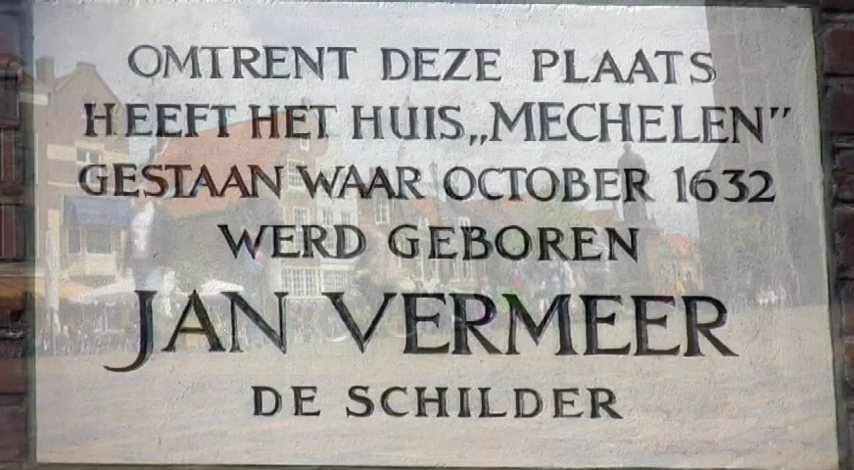 OMTRENT DEZE PLAATS
HEEFT HET HUIS „MECHELEN”
GESTAAN WAAR OCTOBER 1632
WERD GEBOREN
JAN VERMEER
DE SCHILDER